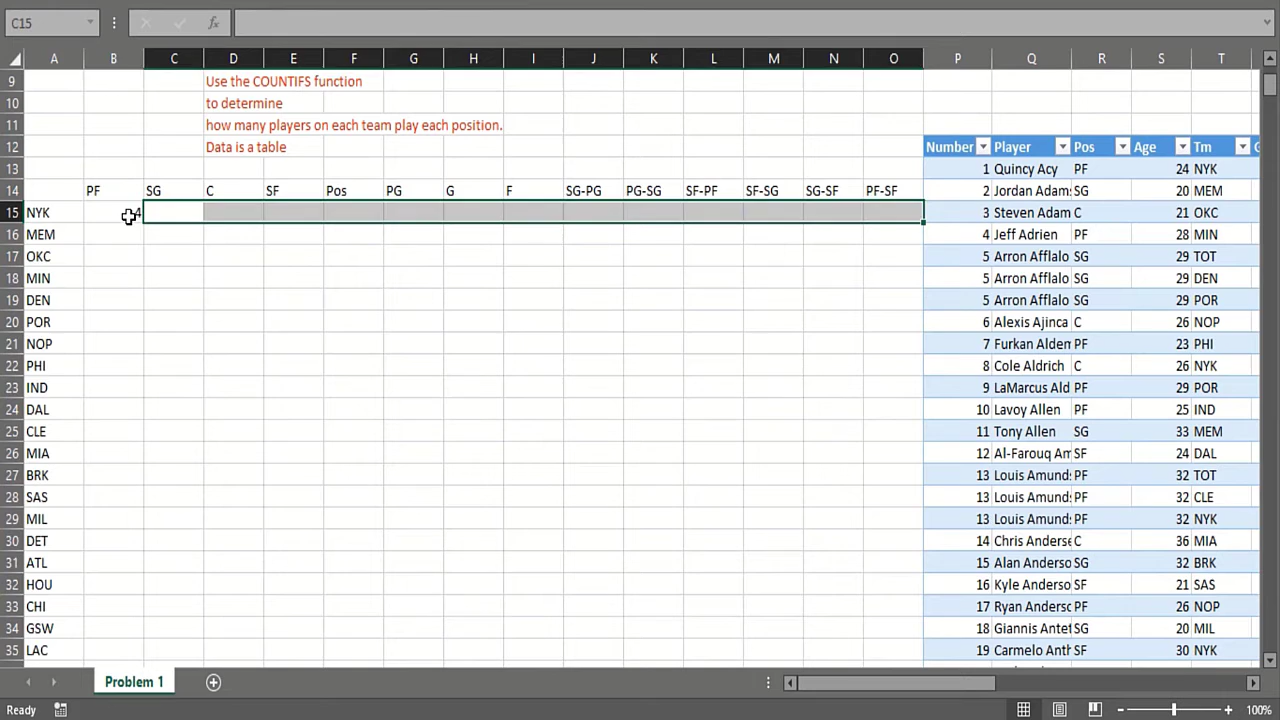 C15
fx
A B C D E F G H I J K L M N O P Q R S T
9 Use the COUNTIFS function
10 to determine
11 how many players on each team play each position.
12 Data is a table Number Player Pos Age Tm
13 1 Quincy Acy PF 24 NYK
14 PF SG C SF Pos PG G F SG-PG PG-SG SF-PF SF-SG SG-SF PF-SF 2 Jordan Adams SG 20 MEM
15 NYK 4 3 Steven Adam C 21 OKC
16 MEM 4 Jeff Adrien PF 28 MIN
17 OKC 5 Arron Afflalo SG 29 TOT
18 MIN 5 Arron Afflalo SG 29 DEN
19 DEN 5 Arron Afflalo SG 29 POR
20 POR 6 Alexis Ajinca C 26 NOP
21 NOP 7 Furkan Aldem PF 23 PHI
22 PHI 8 Cole Aldrich C 26 NYK
23 IND 9 LaMarcus Ald PF 29 POR
24 DAL 10 Lavoy Allen PF 25 IND
25 CLE 11 Tony Allen SG 33 MEM
26 MIA 12 Al-Farouq Am SF 24 DAL
27 BRK 13 Louis Amunds PF 32 TOT
28 SAS 13 Louis Amunds PF 32 CLE
29 MIL 13 Louis Amunds PF 32 NYK
30 DET 14 Chris Anderse C 36 MIA
31 ATL 15 Alan Anderso SG 32 BRK
32 HOU 16 Kyle Anderso SF 21 SAS
33 CHI 17 Ryan Anderso PF 26 NOP
34 GSW 18 Giannis Antet SG 20 MIL
35 LAC 19 Carmelo Anth SF 30 NYK
Problem 1
Ready 100%